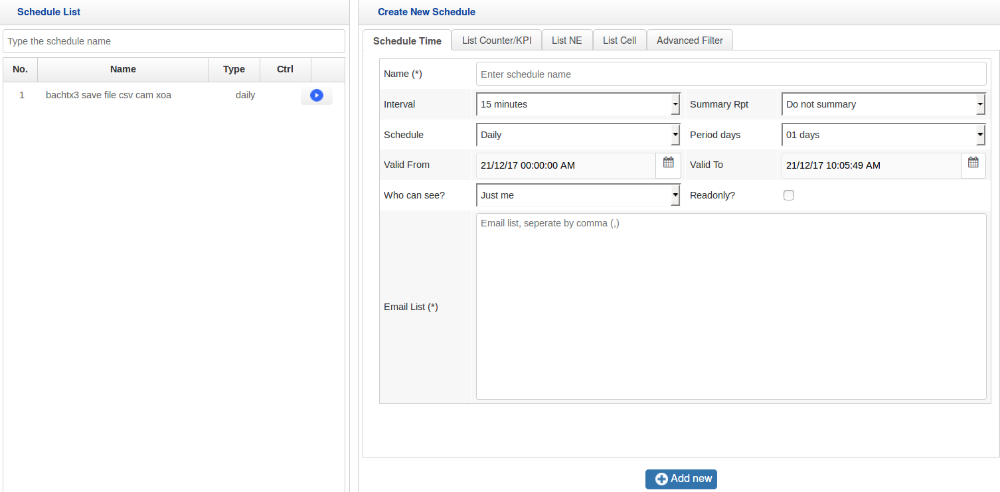 Schedule List
Type the schedule name
No. Name Type Ctrl
1 bachtx3 save file csv cam xoa daily
Create New Schedule
Schedule Time List Counter/KPI List NE List Cell Advanced Filter
Name (*) Enter schedule name
Interval 15 minutes Summary Rpt Do not summary
Schedule Daily Period days 01 days
Valid From 21/12/17 00:00:00 AM Valid To 21/12/17 10:05:49 AM
Who can see? Just me Readonly?
Email List (*) Email list, seperate by comma (,)
Add new